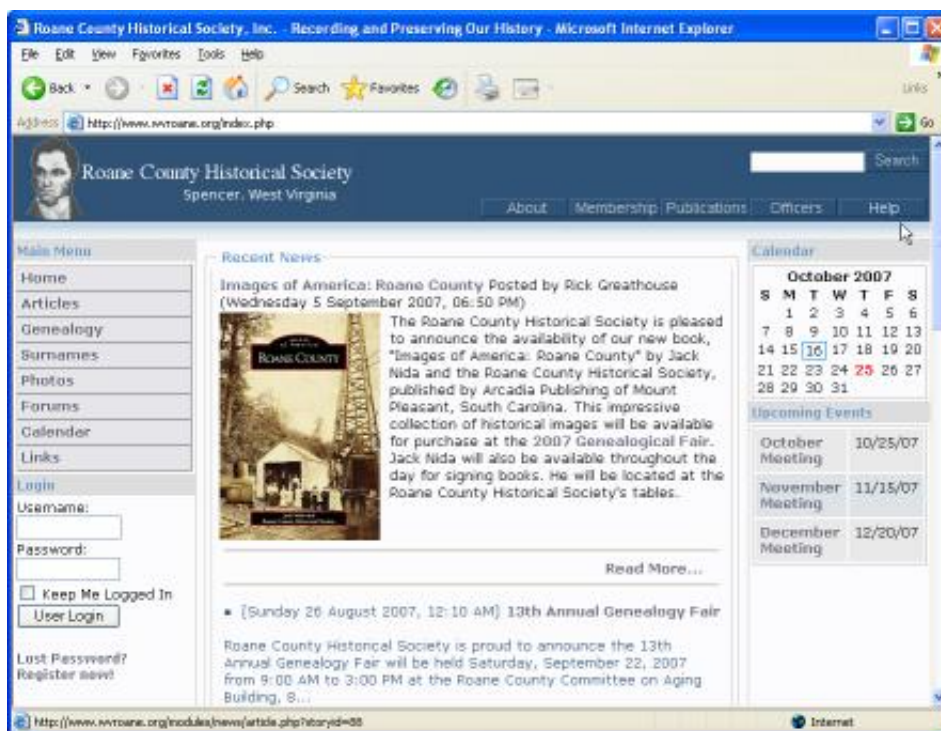 Roane County Historical Society, Inc. - Recording and Preserving Our History - Microsoft Internet Explorer
File Edit View Favorites Tools Help
Back Search Favorites Links
Address http://www.wvroane.org/index.php Go
Roane County Historical Society
Spencer, West Virginia
Search
About Membership Publications Officers Help
Main Menu
Home
Articles
Genealogy
Surnames
Photos
Forums
Calendar
Links
Login
Username:
Password:
Keep Me Logged In
User Login
Lost Password?
Register now!
Recent News
Images of America: Roane County Posted by Rick Greathouse
(Wednesday 5 September 2007, 06:50 PM)
ROANE COUNTY
The Roane County Historical Society is pleased
to announce the availability of our new book,
"Images of America: Roane County" by Jack
Nida and the Roane County Historical Society,
published by Arcadia Publishing of Mount
Pleasant, South Carolina. This impressive
collection of historical images will be available
for purchase at the 2007 Genealogical Fair.
Jack Nida will also be available throughout the
day for signing books. He will be located at the
Roane County Historical Society's tables.
Read More...
[Sunday 26 August 2007, 12:10 AM] 13th Annual Genealogy Fair
Roane County Historical Society is proud to announce the 13th
Annual Genealogy Fair will be held Saturday, September 22, 2007
from 9:00 AM to 3:00 PM at the Roane County Committee on Aging
Building, 8...
Calendar
October 2007
S M T W T F S
1 2 3 4 5 6
7 8 9 10 11 12 13
14 15 16 17 18 19 20
21 22 23 24 25 26 27
28 29 30 31
Upcoming Events
October 10/25/07
Meeting
November 11/15/07
Meeting
December 12/20/07
Meeting
http://www.wvroane.org/modules/news/article.php?storyid=88 Internet